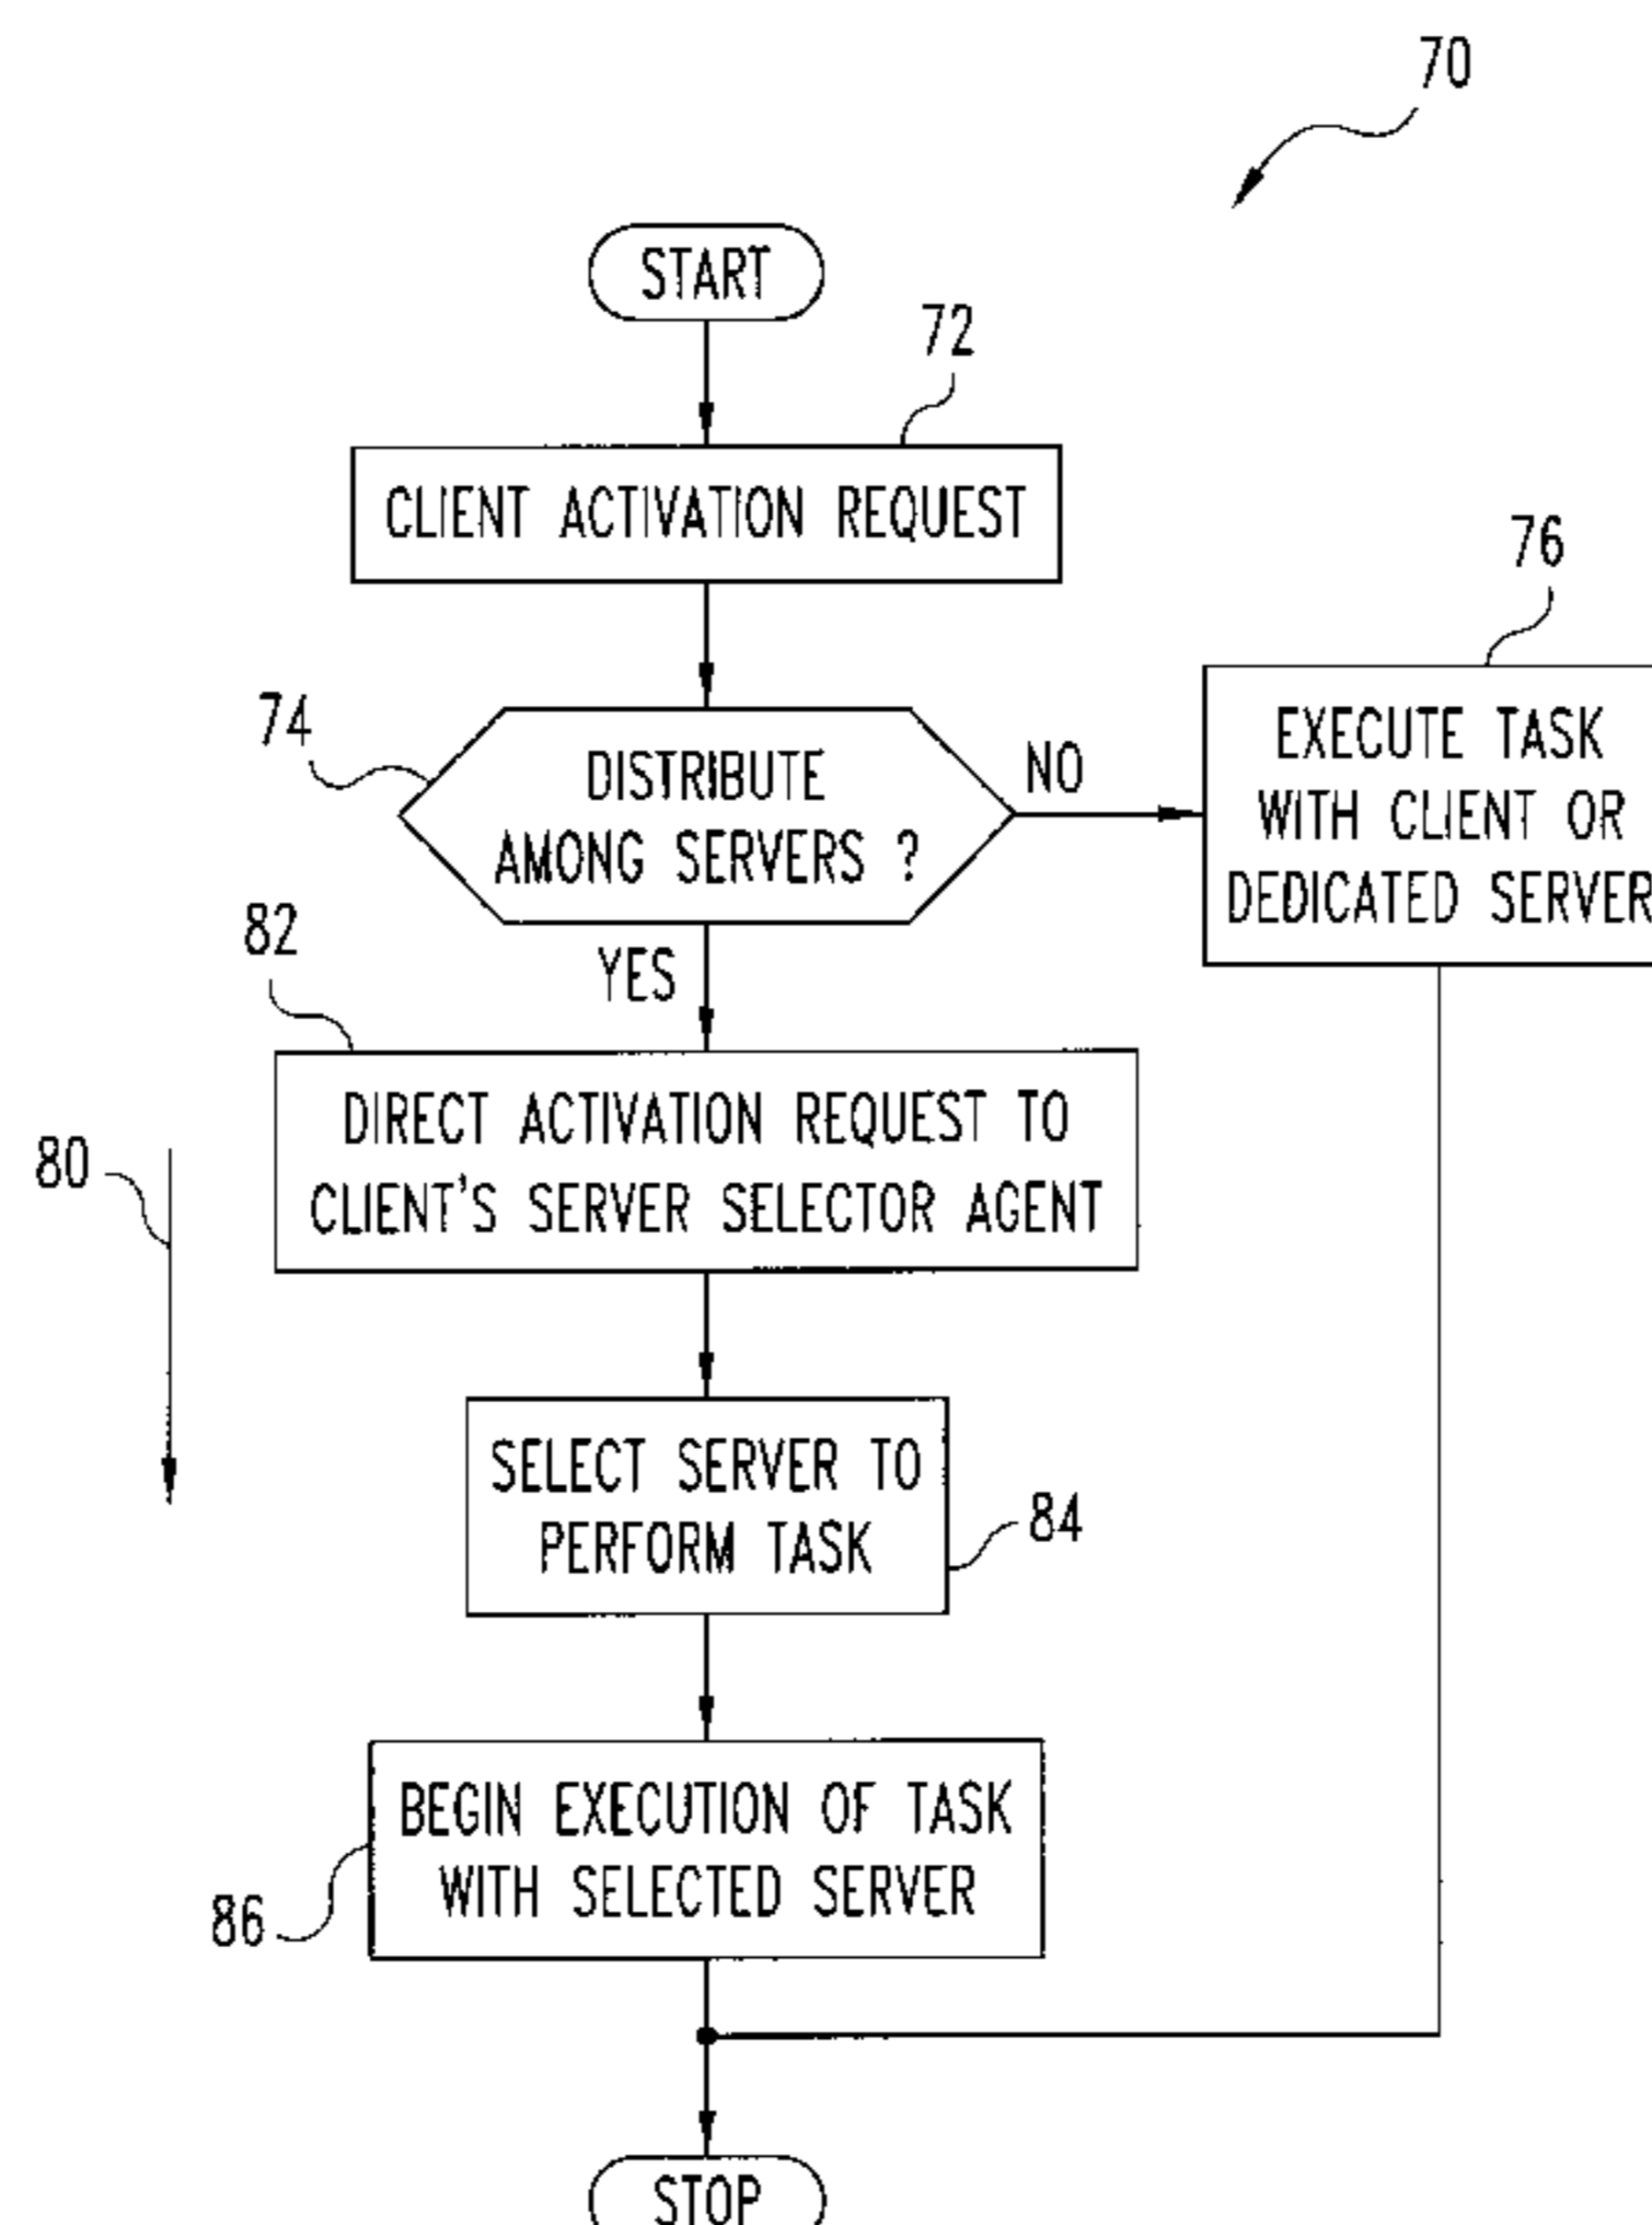 70
START
72
CLIENT ACTIVATION REQUEST
76
74
DISTRIBUTE
AMONG SERVERS ?
NO
EXECUTE TASK
WITH CLIENT OR
DEDICATED SERVER
82
YES
DIRECT ACTIVATION REQUEST TO
CLIENT'S SERVER SELECTOR AGENT
80
SELECT SERVER TO
PERFORM TASK
84
BEGIN EXECUTION OF TASK
WITH SELECTED SERVER
86
STOP